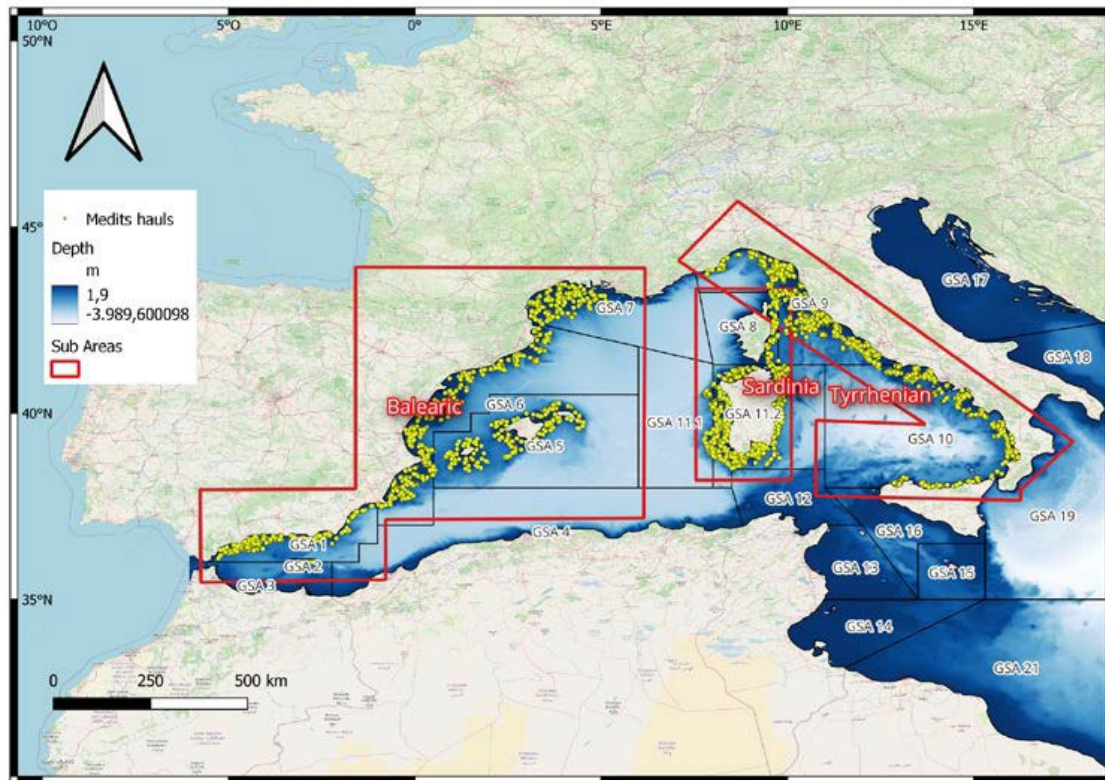 10°O 5°O 0° 5°E 10°E 15°E
50°N
45°N
40°N
35°N
Medits hauls
Depth
m
1,9
-3.989,600098
Sub Areas
GSA 17
GSA 7
GSA 9
GSA 8
GSA 18
Balearic
Sardinia
Tyrrhenian
GSA 6
GSA 11.1
GSA 11.2
GSA 5
GSA 10
GSA 12
GSA 19
GSA 4
GSA 16
GSA 1
GSA 2
GSA 3
GSA 13
GSA 15
GSA 14
GSA 21
0 250 500 km